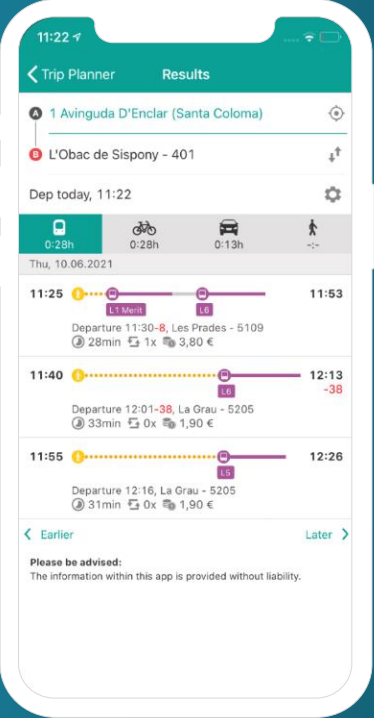 11:22
Trip Planner Results
A 1 Avinguda D'Enclar (Santa Coloma)
B L'Obac de Sispony - 401
Dep today, 11:22
0:28h 0:28h 0:13h -:-
Thu, 10.06.2021
11:25 11:53
L1 Merit L6
Departure 11:30-8, Les Prades - 5109
28min 1x 3,80 €
11:40 12:13
-38
L6
Departure 12:01-38, La Grau - 5205
33min 0x 1,90 €
11:55 12:26
L5
Departure 12:16, La Grau - 5205
31min 0x 1,90 €
Earlier Later
Please be advised:
The information within this app is provided without liability.